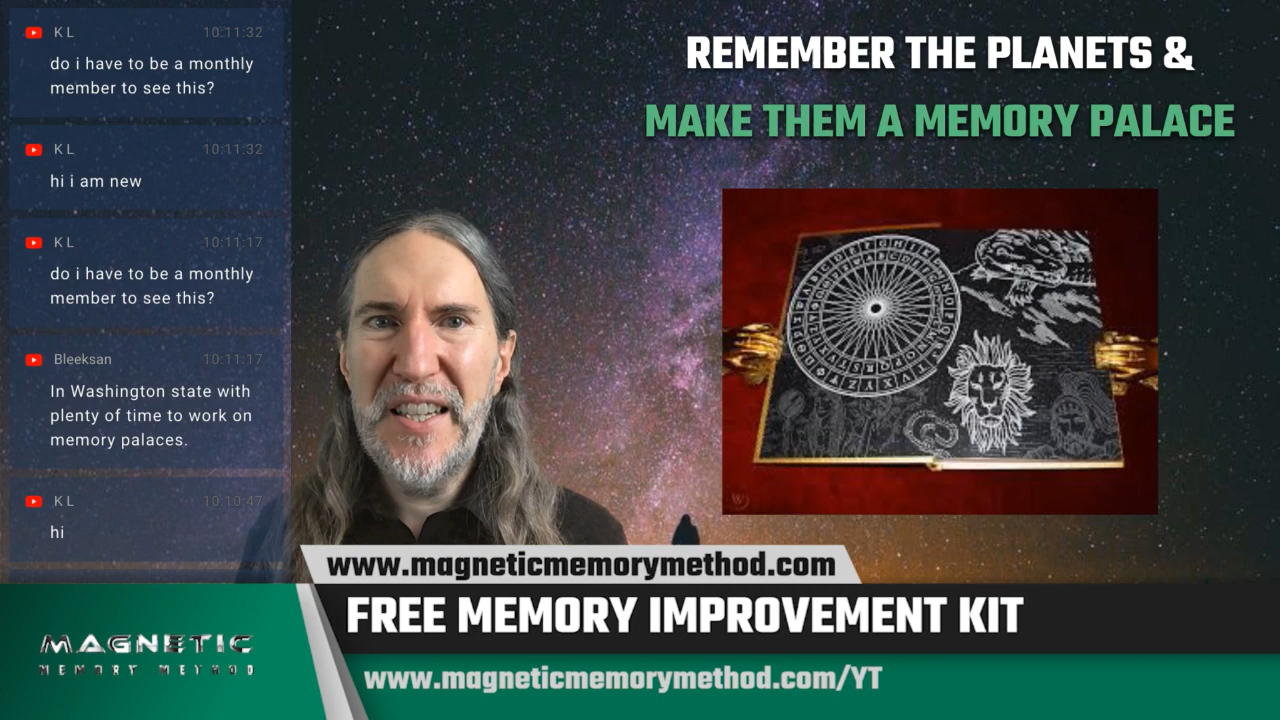 K L 10:11:32
do i have to be a monthly
member to see this?
K L 10:11:32
hi i am new
K L 10:11:17
do i have to be a monthly
member to see this?
Bleeksan 10:11:17
In Washington state with
plenty of time to work on
memory palaces.
K L 10:10:47
hi
REMEMBER THE PLANETS &
MAKE THEM A MEMORY PALACE
www.magneticmemorymethod.com
FREE MEMORY IMPROVEMENT KIT
www.magneticmemorymethod.com/YT
MAGNETIC
MEMORY METHOD